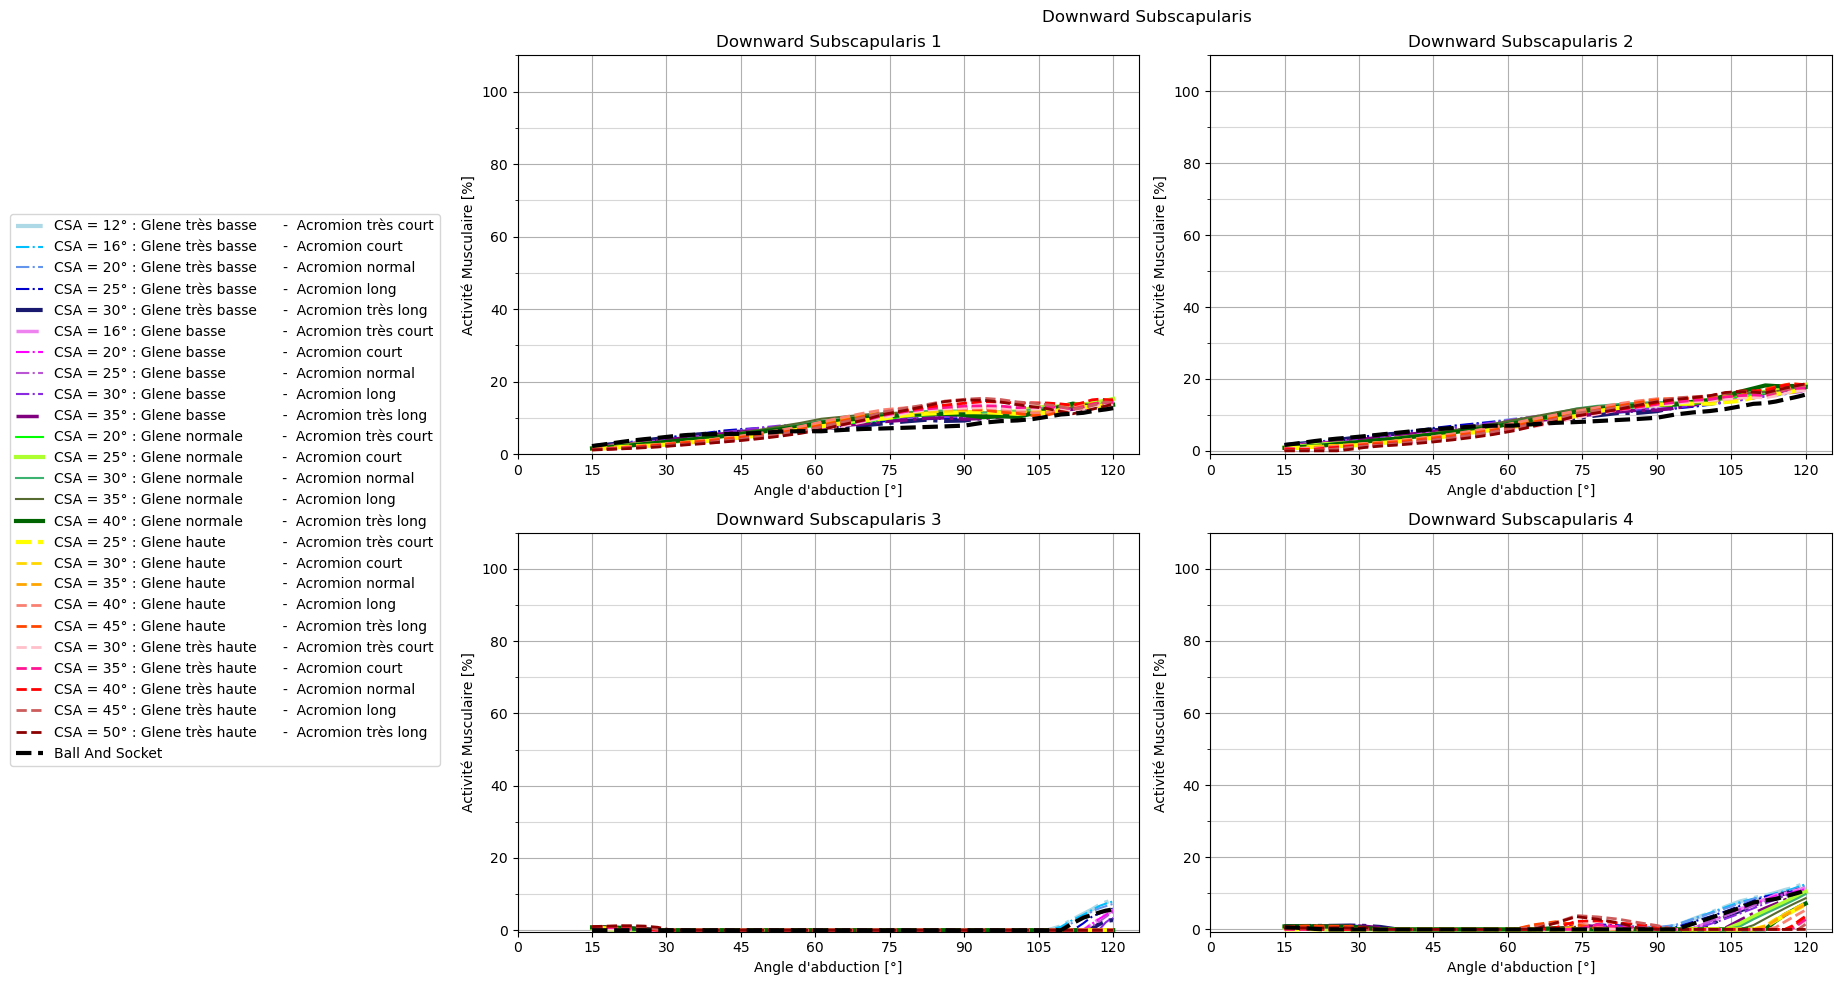 Downward Subscapularis
CSA = 12° : Glene très basse - Acromion très court
CSA = 16° : Glene très basse - Acromion court
CSA = 20° : Glene très basse - Acromion normal
CSA = 25° : Glene très basse - Acromion long
CSA = 30° : Glene très basse - Acromion très long
CSA = 16° : Glene basse - Acromion très court
CSA = 20° : Glene basse - Acromion court
CSA = 25° : Glene basse - Acromion normal
CSA = 30° : Glene basse - Acromion long
CSA = 35° : Glene basse - Acromion très long
CSA = 20° : Glene normale - Acromion très court
CSA = 25° : Glene normale - Acromion court
CSA = 30° : Glene normale - Acromion normal
CSA = 35° : Glene normale - Acromion long
CSA = 40° : Glene normale - Acromion très long
CSA = 25° : Glene haute - Acromion très court
CSA = 30° : Glene haute - Acromion court
CSA = 35° : Glene haute - Acromion normal
CSA = 40° : Glene haute - Acromion long
CSA = 45° : Glene haute - Acromion très long
CSA = 30° : Glene très haute - Acromion très court
CSA = 35° : Glene très haute - Acromion court
CSA = 40° : Glene très haute - Acromion normal
CSA = 45° : Glene très haute - Acromion long
CSA = 50° : Glene très haute - Acromion très long
Ball And Socket
Downward Subscapularis 1
Activité Musculaire [%]
100
80
60
40
20
0
0 15 30 45 60 75 90 105 120
Angle d'abduction [°]
Downward Subscapularis 2
Activité Musculaire [%]
100
80
60
40
20
0
0 15 30 45 60 75 90 105 120
Angle d'abduction [°]
Downward Subscapularis 3
Activité Musculaire [%]
100
80
60
40
20
0
0 15 30 45 60 75 90 105 120
Angle d'abduction [°]
Downward Subscapularis 4
Activité Musculaire [%]
100
80
60
40
20
0
0 15 30 45 60 75 90 105 120
Angle d'abduction [°]